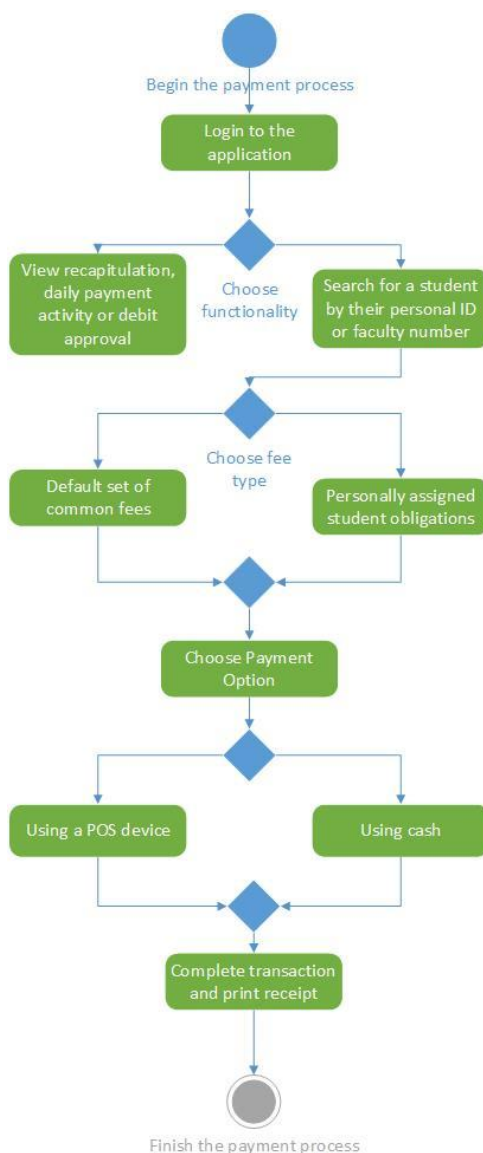 Begin the payment process
Login to the
application
View recapitulation,
daily payment
activity or debit
approval
Choose
functionality
Search for a student
by their personal ID
or faculty number
Choose fee
type
Default set of
common fees
Personally assigned
student obligations
Choose Payment
Option
Using a POS device
Using cash
Complete transaction
and print receipt
Finish the payment process